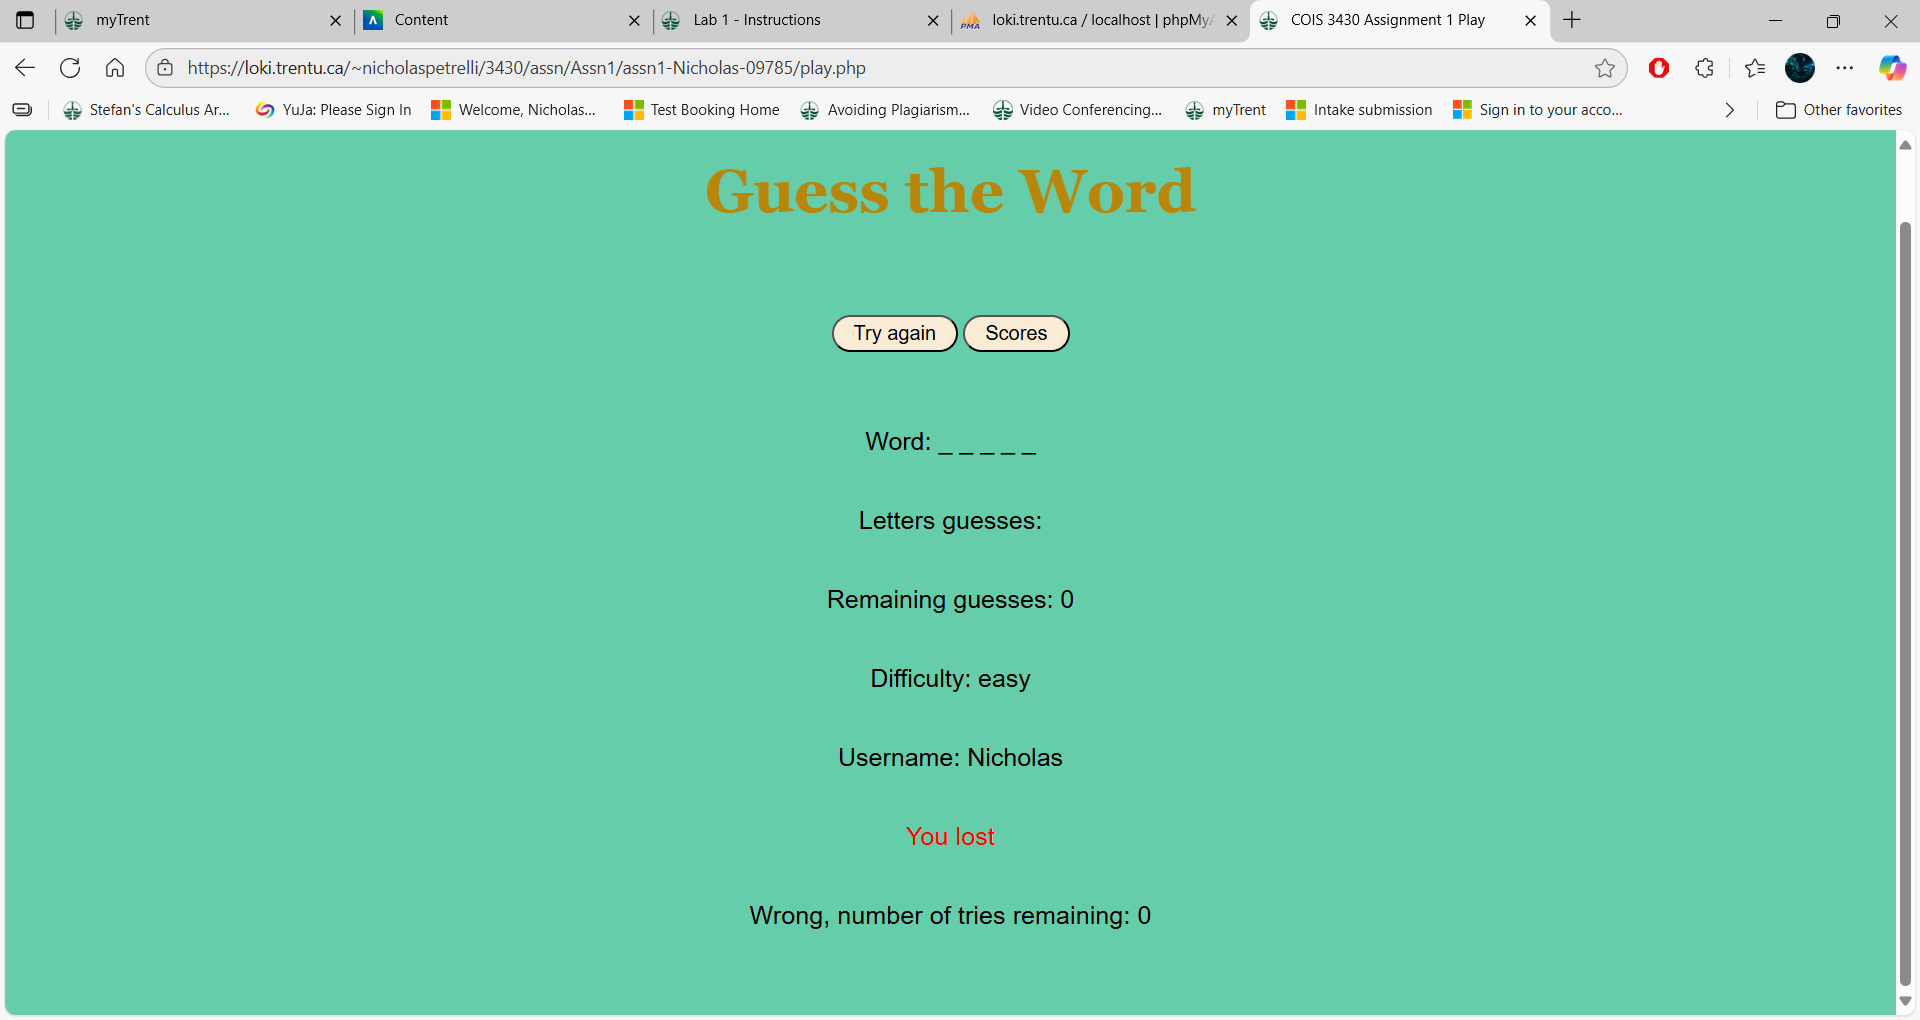 myTrent
Content
Lab 1 - Instructions
loki.trentu.ca / localhost | phpMyA
COIS 3430 Assignment 1 Play
https://loki.trentu.ca/~nicholaspetrelli/3430/assn/Assn1/assn1-Nicholas-09785/play.php
Stefan's Calculus Ar...
YuJa: Please Sign In
Welcome, Nicholas...
Test Booking Home
Avoiding Plagiarism...
Video Conferencing...
myTrent
Intake submission
Sign in to your acco...
Other favorites
Guess the Word
Try again
Scores
Word: _ _ _ _ _
Letters guesses:
Remaining guesses: 0
Difficulty: easy
Username: Nicholas
You lost
Wrong, number of tries remaining: 0